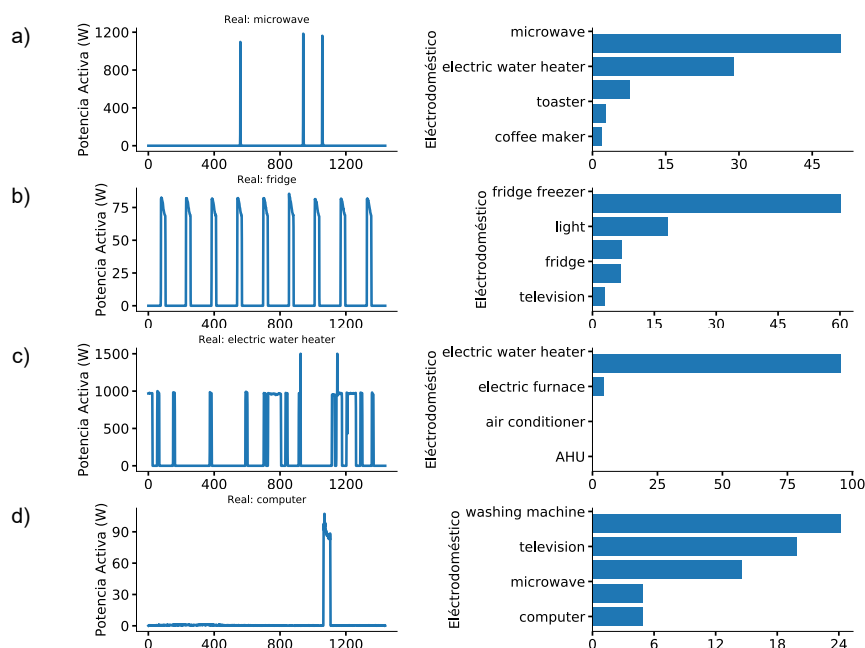 a)
Real: microwave
Potencia Activa (W)
1200
800
400
0
0
400
800
1200
Eléctrodoméstico
microwave
electric water heater
toaster
coffee maker
0
15
30
45
b)
Real: fridge
Potencia Activa (W)
75
50
25
0
0
400
800
1200
Eléctrodoméstico
fridge freezer
light
fridge
television
0
15
30
45
60
c)
Real: electric water heater
Potencia Activa (W)
1500
1000
500
0
0
400
800
1200
Eléctrodoméstico
electric water heater
electric furnace
air conditioner
AHU
0
25
50
75
100
d)
Real: computer
Potencia Activa (W)
90
60
30
0
0
400
800
1200
Eléctrodoméstico
washing machine
television
microwave
computer
0
6
12
18
24